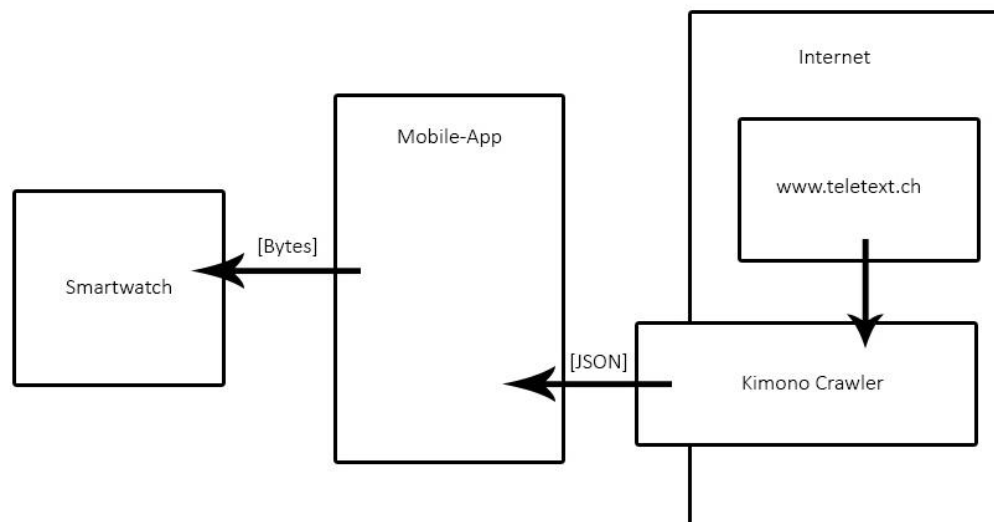 Internet
Mobile-App
www.teletext.ch
[Bytes]
Smartwatch
[JSON]
Kimono Crawler